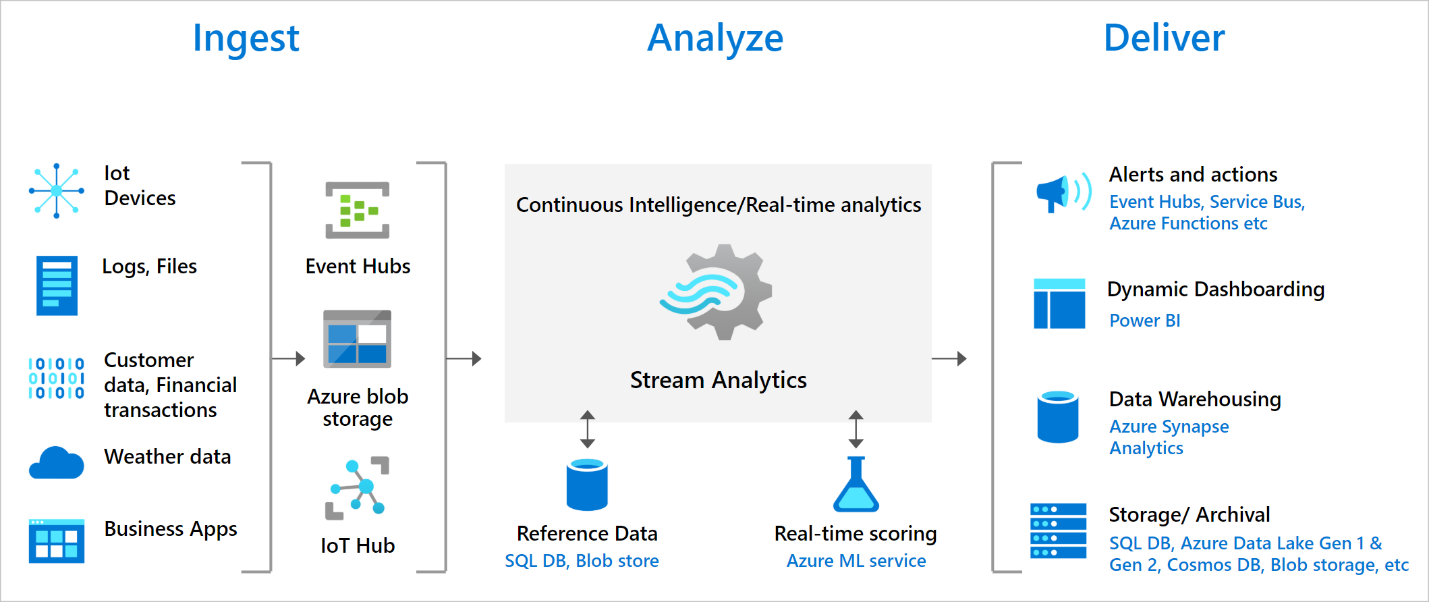 Ingest
Analyze
Deliver
Iot
Devices
Logs, Files
Customer
data, Financial
transactions
Weather data
Business Apps
Event Hubs
Azure blob
storage
IoT Hub
Continuous Intelligence/Real-time analytics
Stream Analytics
Reference Data
SQL DB, Blob store
Real-time scoring
Azure ML service
Alerts and actions
Event Hubs, Service Bus,
Azure Functions etc
Dynamic Dashboarding
Power BI
Data Warehousing
Azure Synapse
Analytics
Storage/ Archival
SQL DB, Azure Data Lake Gen 1 &
Gen 2, Cosmos DB, Blob storage, etc